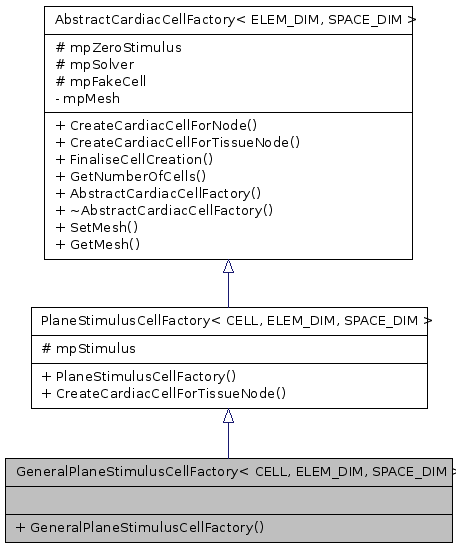 AbstractCardiacCellFactory< ELEM_DIM, SPACE_DIM >
# mpZeroStimulus
# mpSolver
# mpFakeCell
- mpMesh
+ CreateCardiacCellForNode()
+ CreateCardiacCellForTissueNode()
+ FinaliseCellCreation()
+ GetNumberOfCells()
+ AbstractCardiacCellFactory()
+ ~AbstractCardiacCellFactory()
+ SetMesh()
+ GetMesh()
PlaneStimulusCellFactory< CELL, ELEM_DIM, SPACE_DIM >
# mpStimulus
+ PlaneStimulusCellFactory()
+ CreateCardiacCellForTissueNode()
GeneralPlaneStimulusCellFactory< CELL, ELEM_DIM, SPACE_DIM >
+ GeneralPlaneStimulusCellFactory()